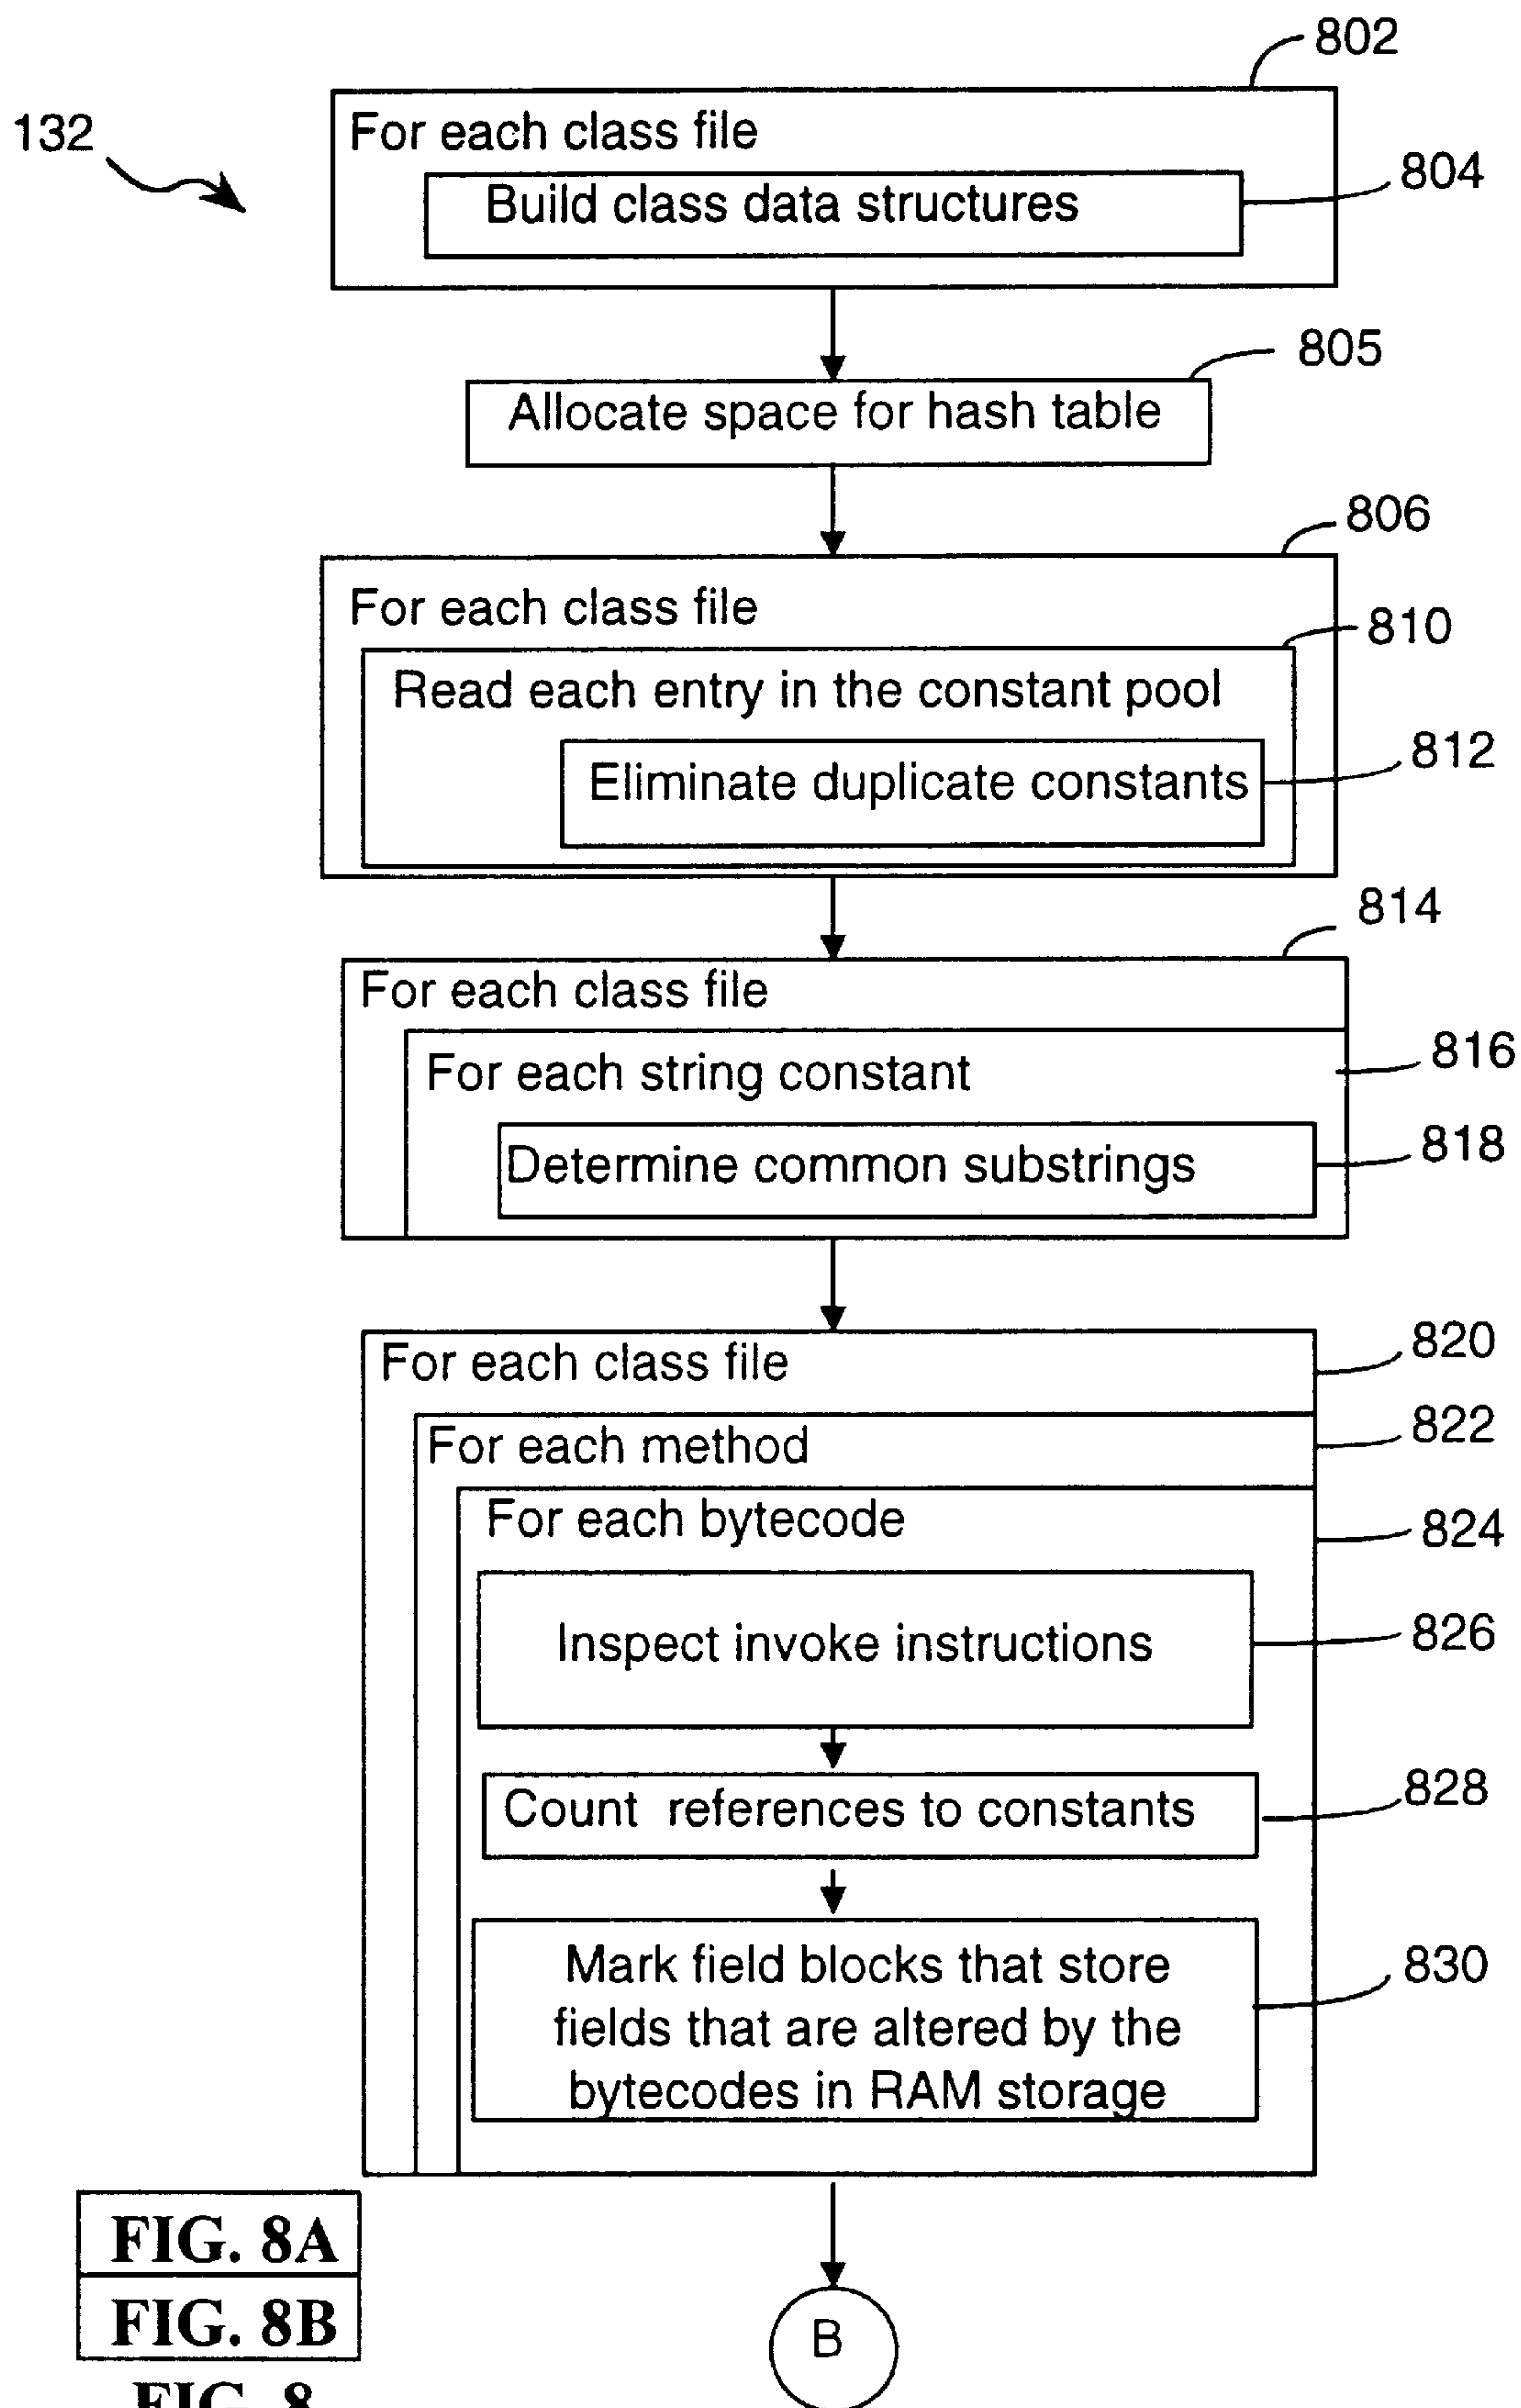 802
132
For each class file
804
Build class data structures
805
Allocate space for hash table
806
For each class file
810
Read each entry in the constant pool
812
Eliminate duplicate constants
814
For each class file
816
For each string constant
818
Determine common substrings
820
For each class file
822
For each method
824
For each bytecode
826
Inspect invoke instructions
828
Count references to constants
830
Mark field blocks that store
fields that are altered by the
bytecodes in RAM storage
FIG. 8A
FIG. 8B
FIG. 8
B